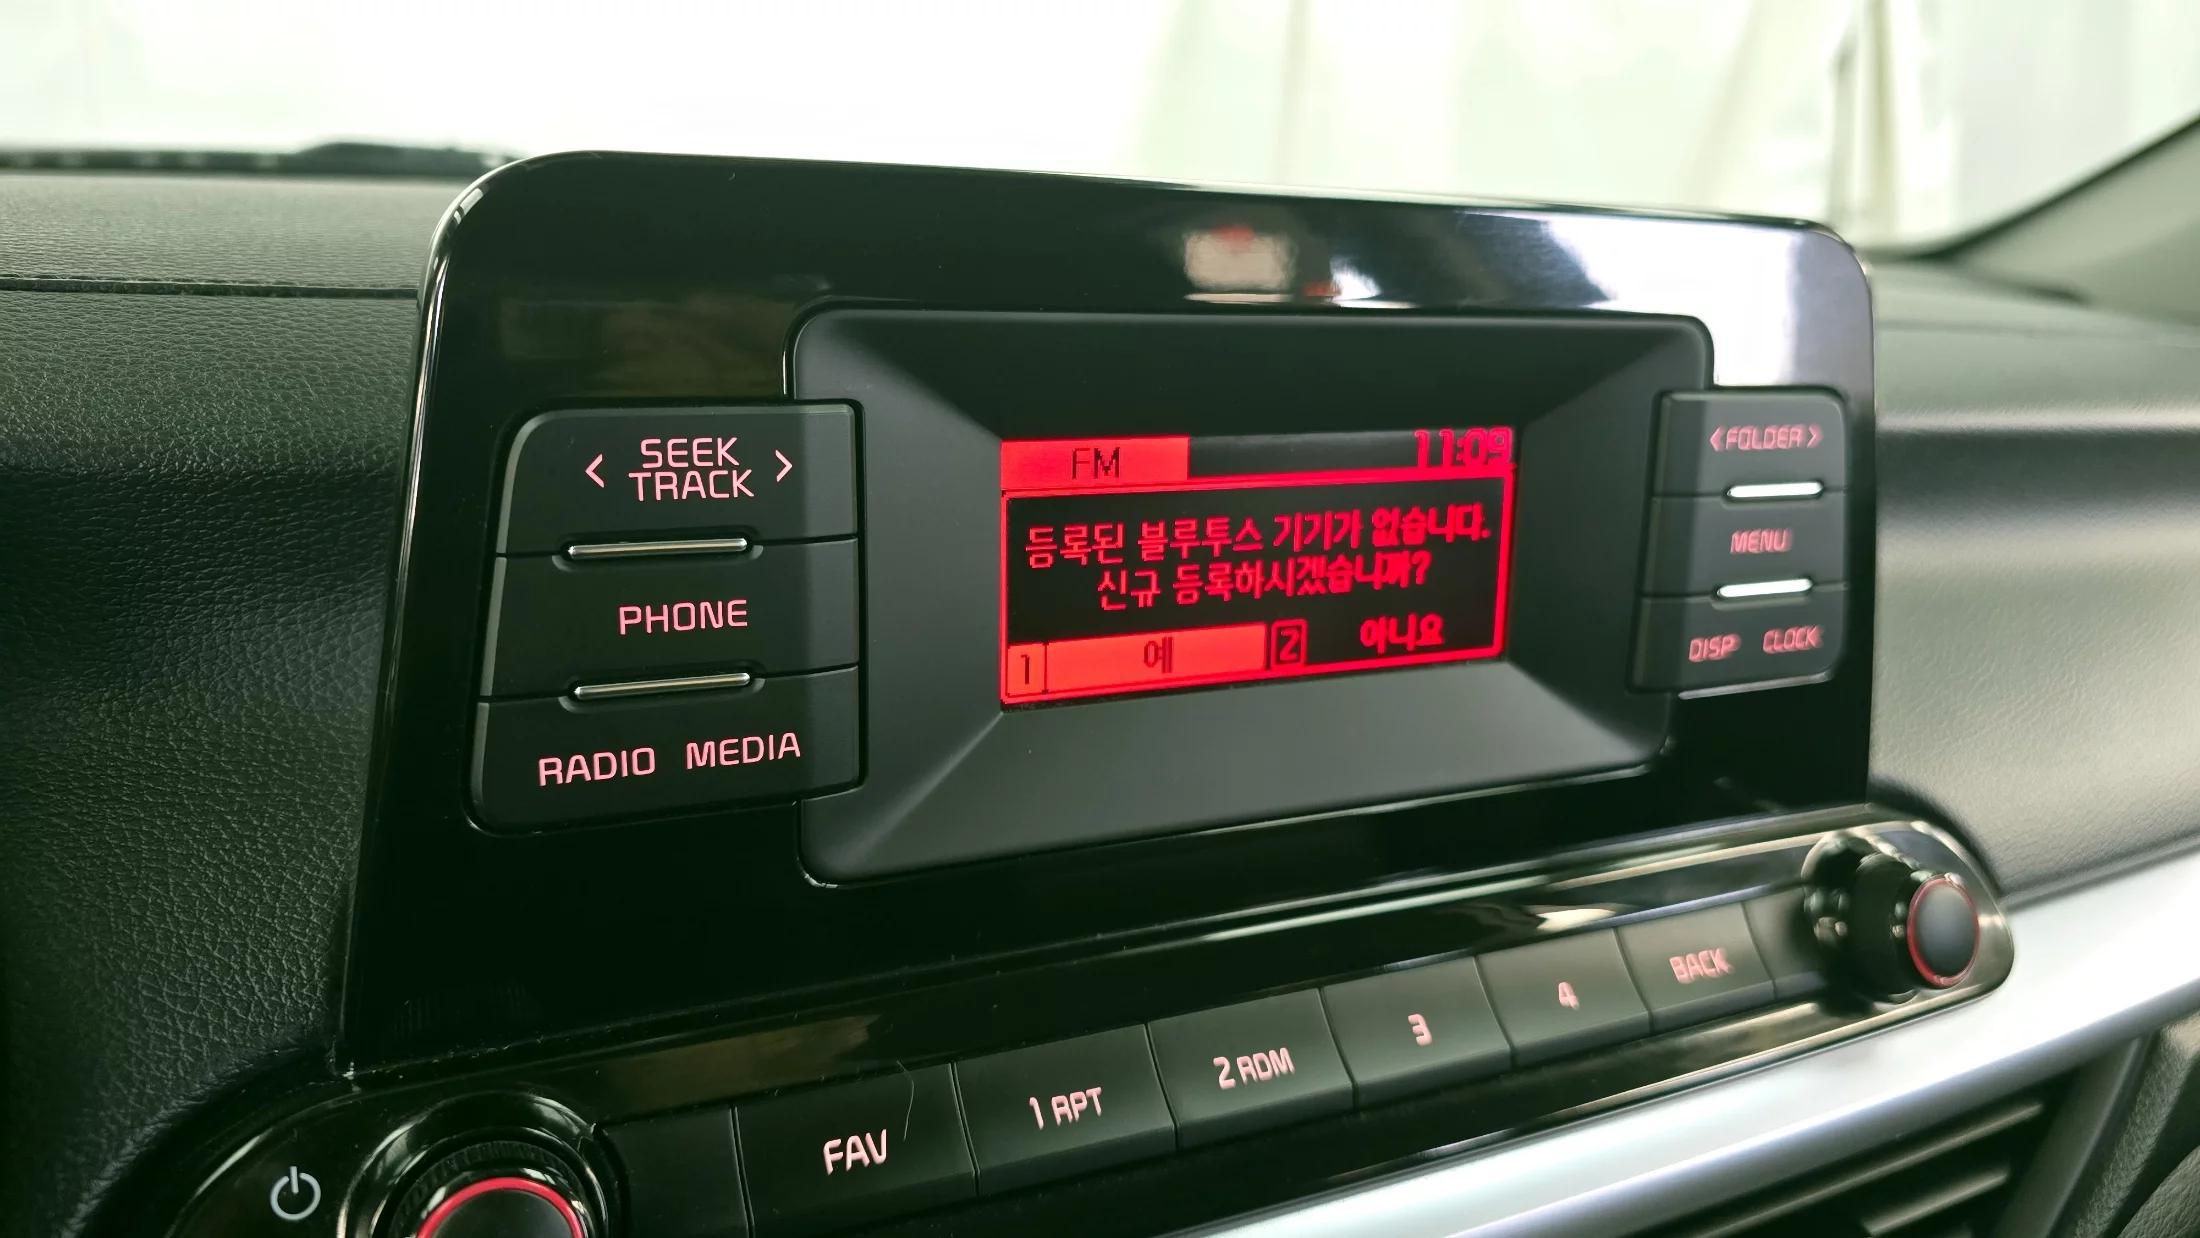 < SEEK TRACK >
PHONE
RADIO MEDIA
FM 11:09
등록된 블루투스 기기가 없습니다.
신규 등록하시겠습니까?
1 예 2 아니요
< FOLDER >
MENU
DISP CLOCK
FAV 1 RPT 2 RDM 3 4 BACK